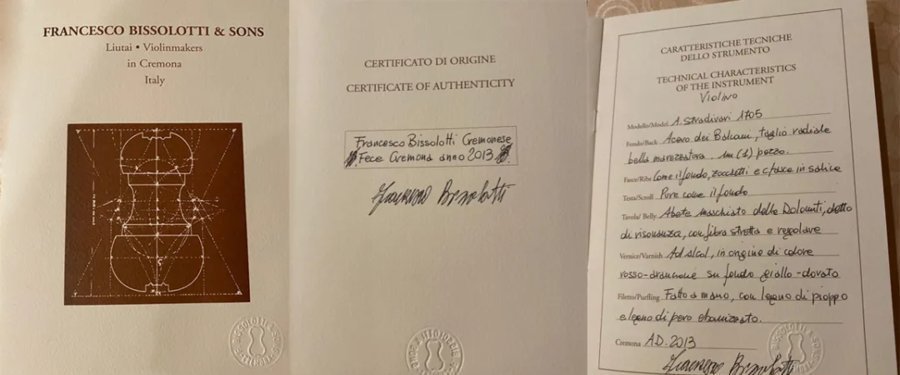 FRANCESCO BISSOLOTTI & SONS
Liutai • Violinmakers
in Cremona
Italy
CERTIFICATO DI ORIGINE
CERTIFICATE OF AUTHENTICITY
Francesco Bissolotti Cremonese
Fece Cremona anno 2013
Francesco Bissolotti
CARATTERISTICHE TECNICHE
DELLO STRUMENTO
TECHNICAL CHARACTERISTICS
OF THE INSTRUMENT
Violino
Modello/Model A. Stradivari 1705
Fondo/Back Acero dei Balcani, taglio radiale
bella marezzatura. un (1) pezzo.
Fasce/Ribs Come il fondo, zocchetti e c/fasce in salice
Testa/Scroll Pure come il fondo
Tavola/Belly Abete maschiato delle Dolomiti, detto
di risonanza, con fibra stretta e regolare
Vernice/Varnish Ad alcol, in origine di colore
rosso-arancione su fondo giallo-dorato
Filetto/Purfling Fatto a mano, con legno di pioppo
e legno di pero ebanizzato.
Cremona A.D. 2013
Francesco Bissolotti